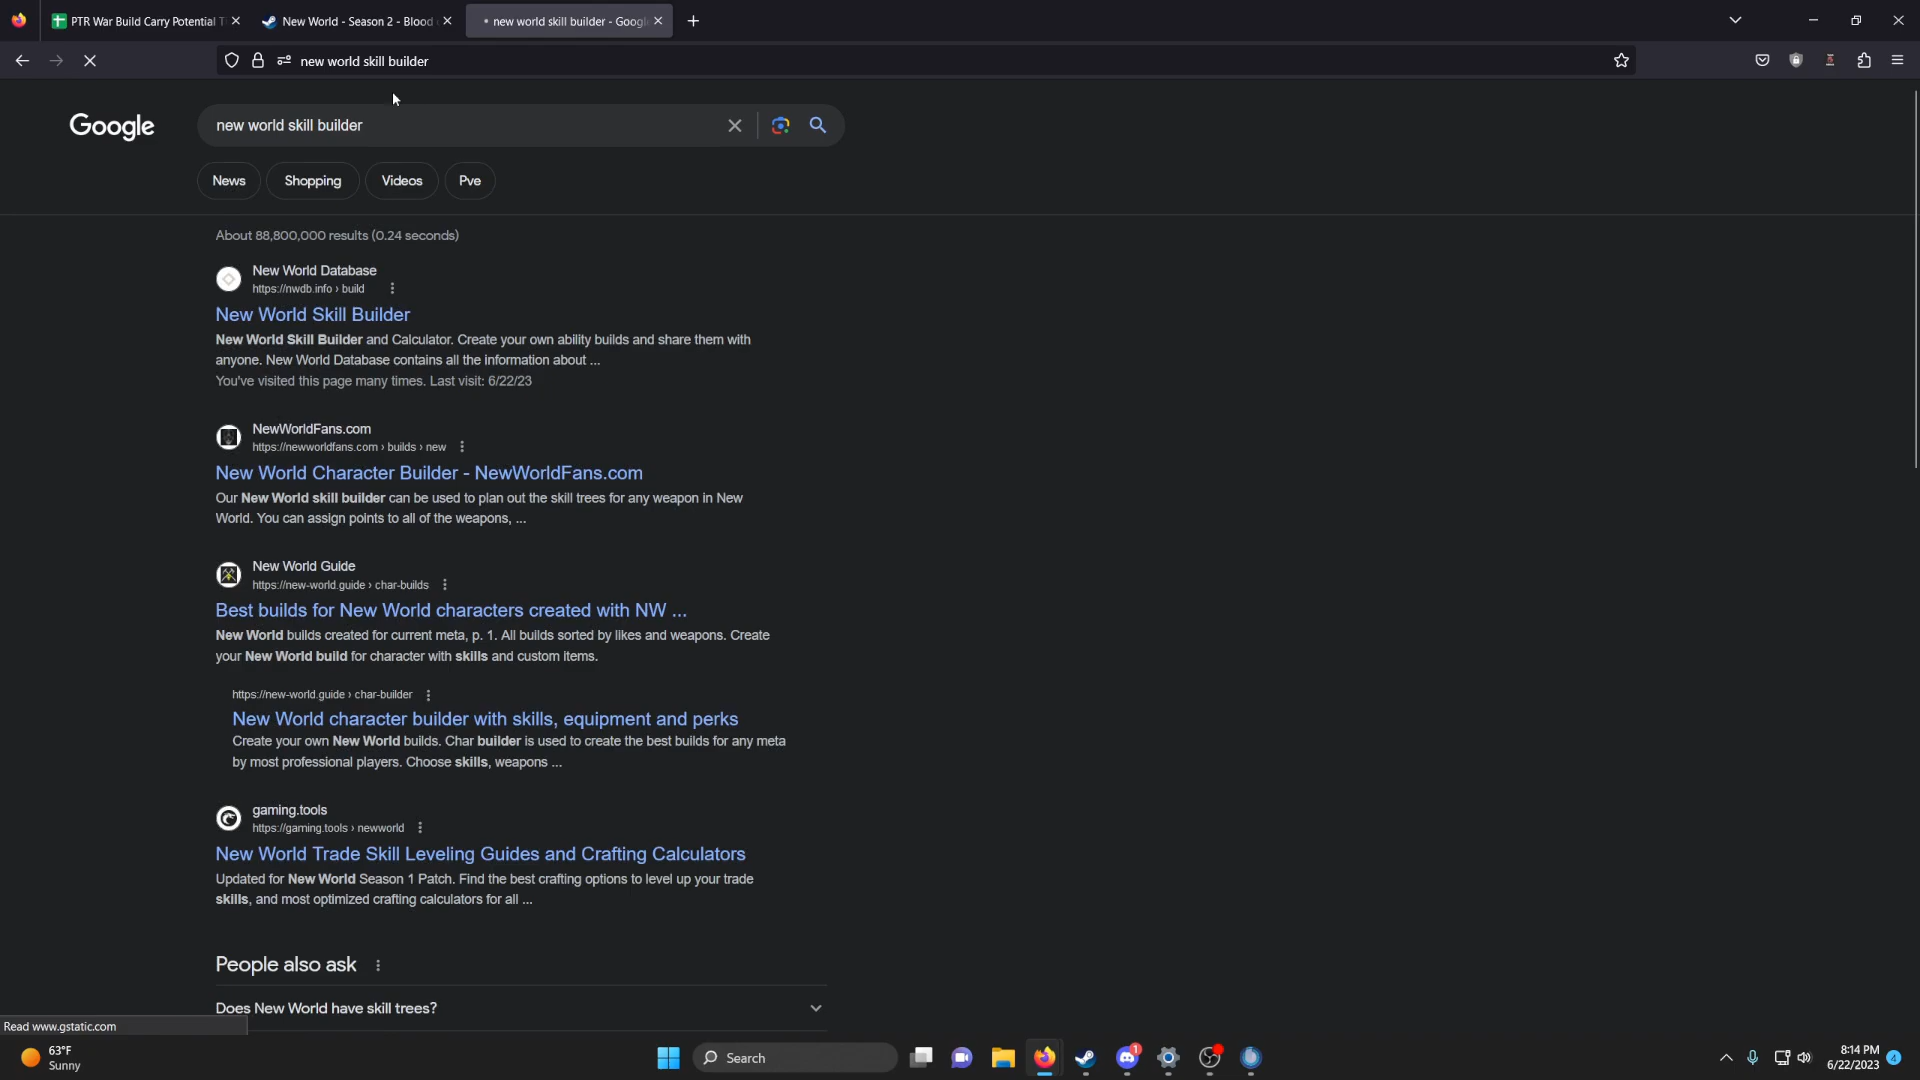 PTR War Build Carry Potential T
New World - Season 2 - Blood
new world skill builder - Google
new world skill builder
Google
new world skill builder
News
Shopping
Videos
Pve
About 88,800,000 results (0.24 seconds)
New World Database
https://nwdb.info › build
New World Skill Builder
New World Skill Builder and Calculator. Create your own ability builds and share them with
anyone. New World Database contains all the information about ...
You've visited this page many times. Last visit: 6/22/23
NewWorldFans.com
https://newworldfans.com › builds › new
New World Character Builder - NewWorldFans.com
Our New World skill builder can be used to plan out the skill trees for any weapon in New
World. You can assign points to all of the weapons, ...
New World Guide
https://new-world.guide › char-builds
Best builds for New World characters created with NW ...
New World builds created for current meta, p. 1. All builds sorted by likes and weapons. Create
your New World build for character with skills and custom items.
https://new-world.guide › char-builder
New World character builder with skills, equipment and perks
Create your own New World builds. Char builder is used to create the best builds for any meta
by most professional players. Choose skills, weapons ...
gaming.tools
https://gaming.tools › newworld
New World Trade Skill Leveling Guides and Crafting Calculators
Updated for New World Season 1 Patch. Find the best crafting options to level up your trade
skills, and most optimized crafting calculators for all ...
People also ask
Does New World have skill trees?
Read www.gstatic.com
63°F
Sunny
Search
1
8:14 PM
6/22/2023
4